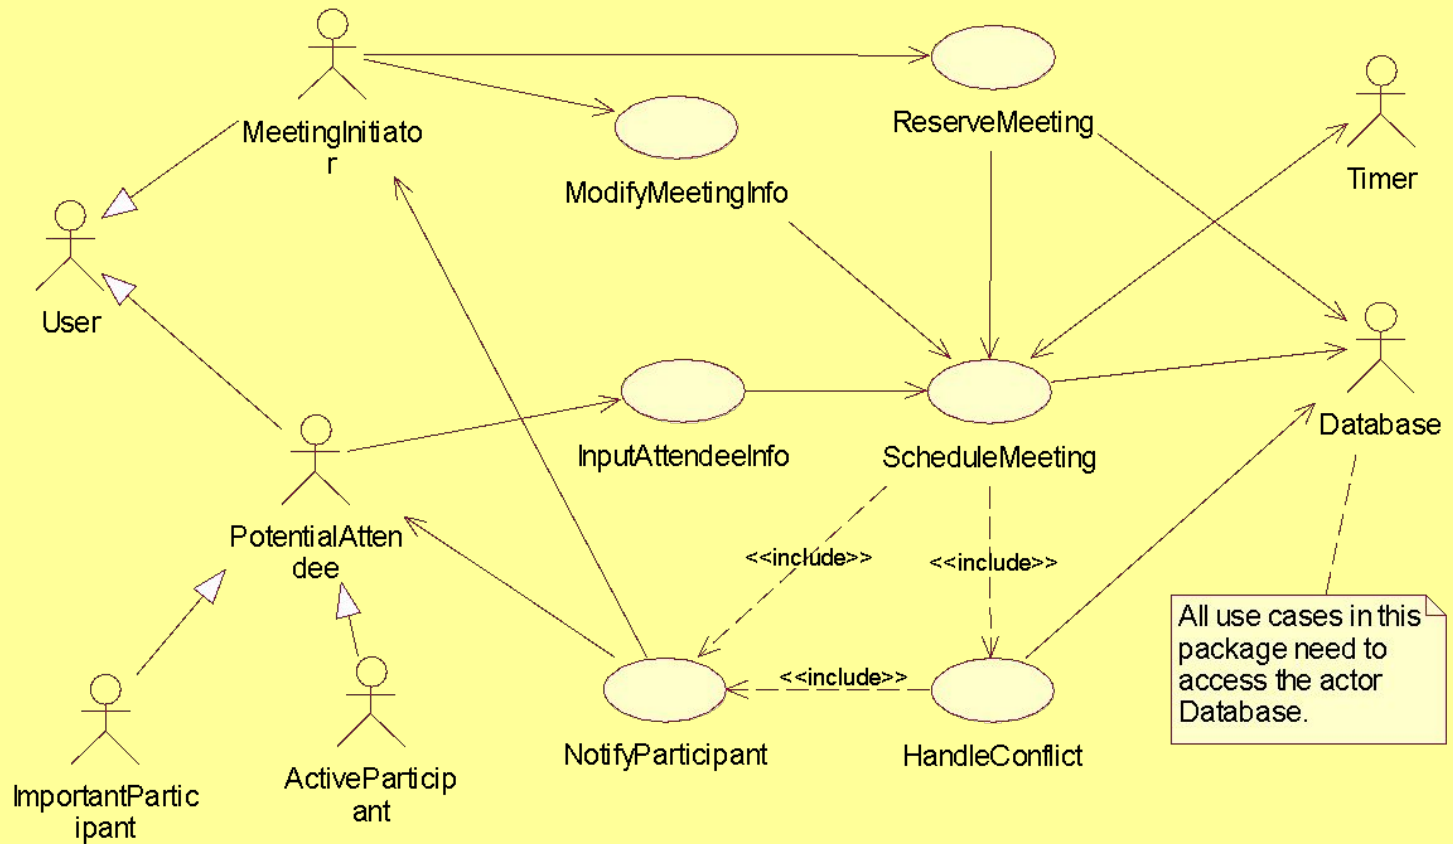 MeetingInitiato
r
ReserveMeeting
ModifyMeetingInfo
Timer
User
InputAttendeeInfo
ScheduleMeeting
Database
PotentialAtten
dee
<<include>>
<<include>>
<<include>>
All use cases in this
package need to
access the actor
Database.
NotifyParticipant
HandleConflict
ActiveParticip
ant
ImportantPartic
ipant